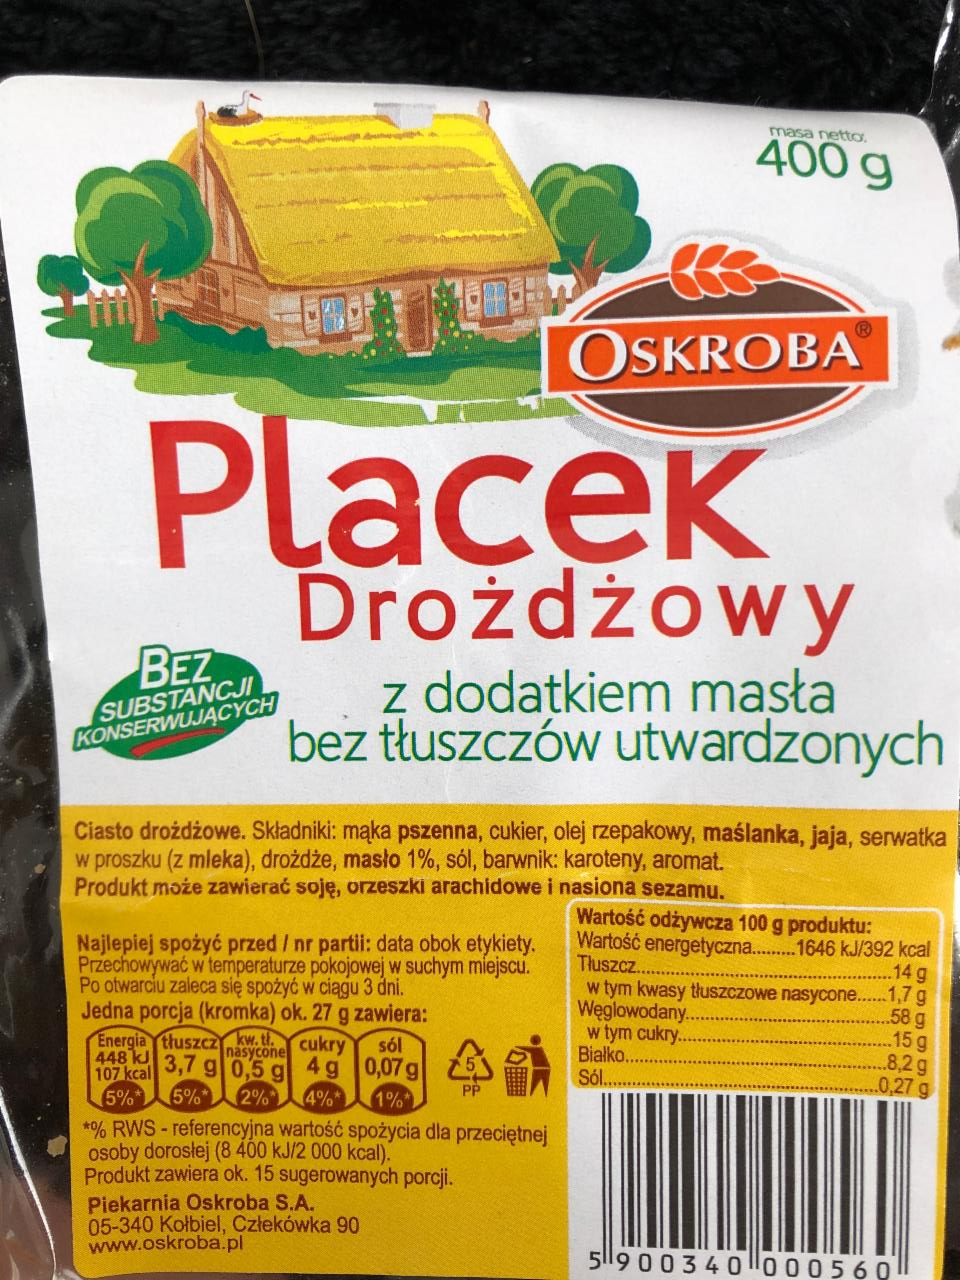 masa netto:
400 g
OSKROBA®
Placek
Drożdżowy
BEZ
SUBSTANCJI
KONSERWUJĄCYCH
z dodatkiem masła
bez tłuszczów utwardzonych
Ciasto drożdżowe. Składniki: mąka pszenna, cukier, olej rzepakowy, maślanka, jaja, serwatka
w proszku (z mleka), drożdże, masło 1%, sól, barwnik: karoteny, aromat.
Produkt może zawierać soję, orzeszki arachidowe i nasiona sezamu.
Najlepiej spożyć przed / nr partii: data obok etykiety.
Przechowywać w temperaturze pokojowej w suchym miejscu.
Po otwarciu zaleca się spożyć w ciągu 3 dni.
Jedna porcja (kromka) ok. 27 g zawiera:
Energia
448 kJ
107 kcal
5%*
tłuszcz
3,7 g
5%*
kw. tł.
nasycone
0,5 g
2%*
cukry
4 g
4%*
sól
0,07g
1%*
5
PP
*% RWS - referencyjna wartość spożycia dla przeciętnej
osoby dorosłej (8 400 kJ/2 000 kcal).
Produkt zawiera ok. 15 sugerowanych porcji.
Piekarnia Oskroba S.A.
05-340 Kołbiel, Człekówka 90
www.oskroba.pl
Wartość odżywcza 100 g produktu:
Wartość energetyczna.........1646 kJ/392 kcal
Tłuszcz...............................................14 g
w tym kwasy tłuszczowe nasycone......1,7 g
Węglowodany.......................................58 g
w tym cukry.........................................15 g
Białko.................................................8,2 g
Sól....................................................0,27 g
5 900340 000560